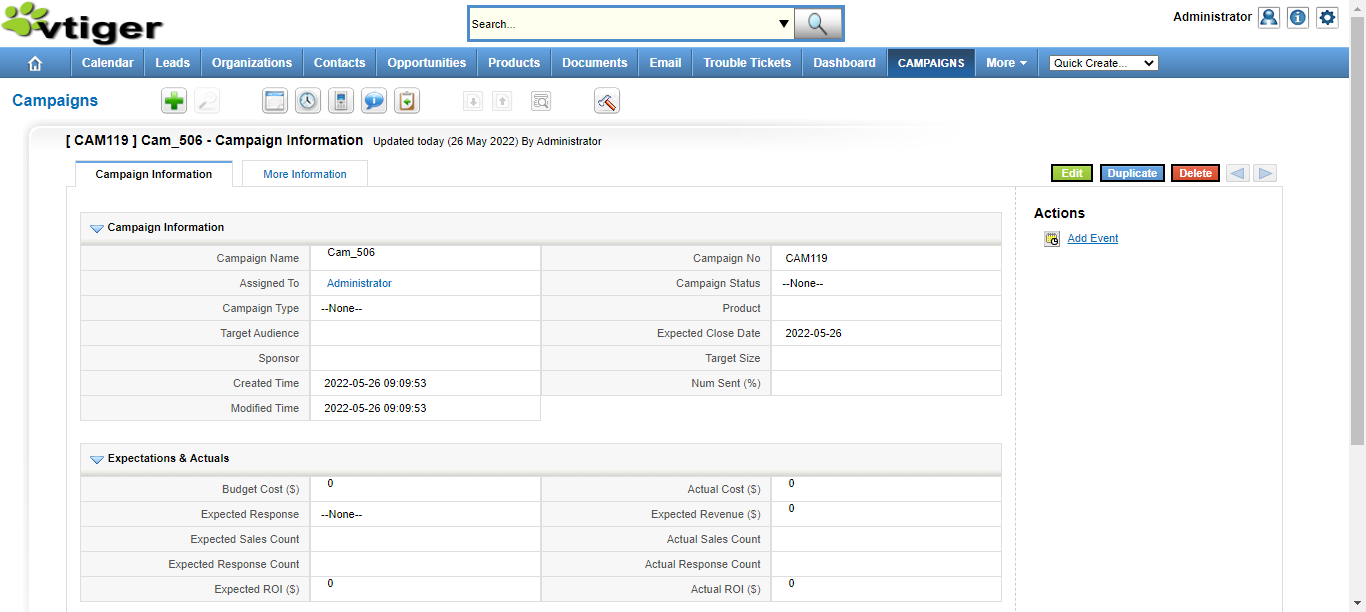 vtiger
Search...
Administrator
Calendar Leads Organizations Contacts Opportunities Products Documents Email Trouble Tickets Dashboard CAMPAIGNS More Quick Create...
Campaigns
[ CAM119 ] Cam_506 - Campaign Information Updated today (26 May 2022) By Administrator
Campaign Information More Information Edit Duplicate Delete
Actions
Add Event
Campaign Information
Campaign Name Cam_506 Campaign No CAM119
Assigned To Administrator Campaign Status --None--
Campaign Type --None-- Product
Target Audience Expected Close Date 2022-05-26
Sponsor Target Size
Created Time 2022-05-26 09:09:53 Num Sent (%)
Modified Time 2022-05-26 09:09:53
Expectations & Actuals
Budget Cost ($) 0 Actual Cost ($) 0
Expected Response --None-- Expected Revenue ($) 0
Expected Sales Count Actual Sales Count
Expected Response Count Actual Response Count
Expected ROI ($) 0 Actual ROI ($) 0